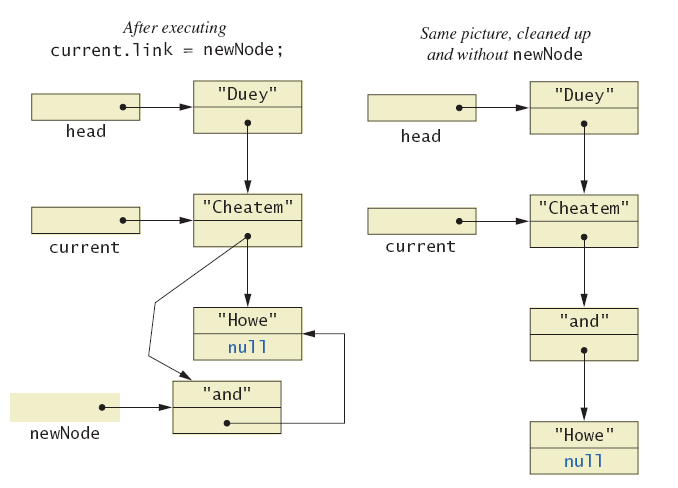 After executing
current.link = newNode;
"Duey"
head
"Cheatem"
current
"Howe"
null
"and"
newNode
Same picture, cleaned up
and without newNode
"Duey"
head
"Cheatem"
current
"and"
"Howe"
null